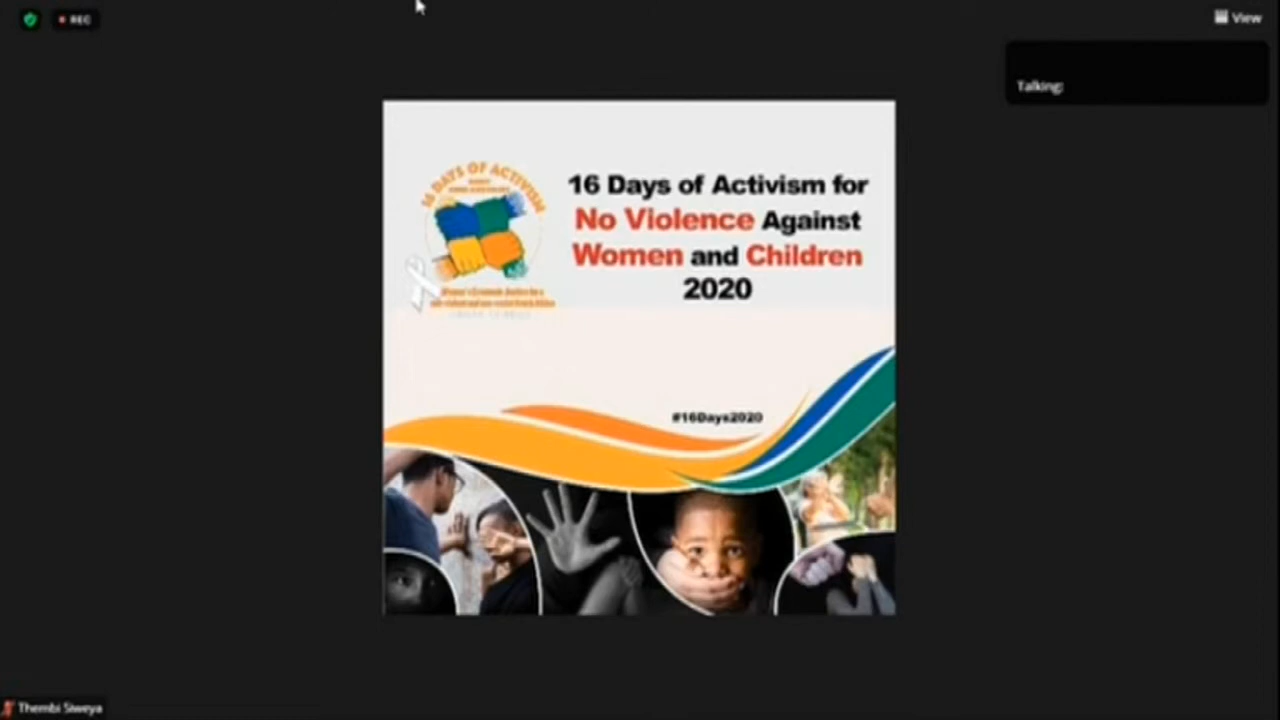 REC
View
Talking:
16 DAYS OF ACTIVISM
16 Days of Activism for
No Violence Against
Women and Children
2020
#16Days2020
Thembi Siweya